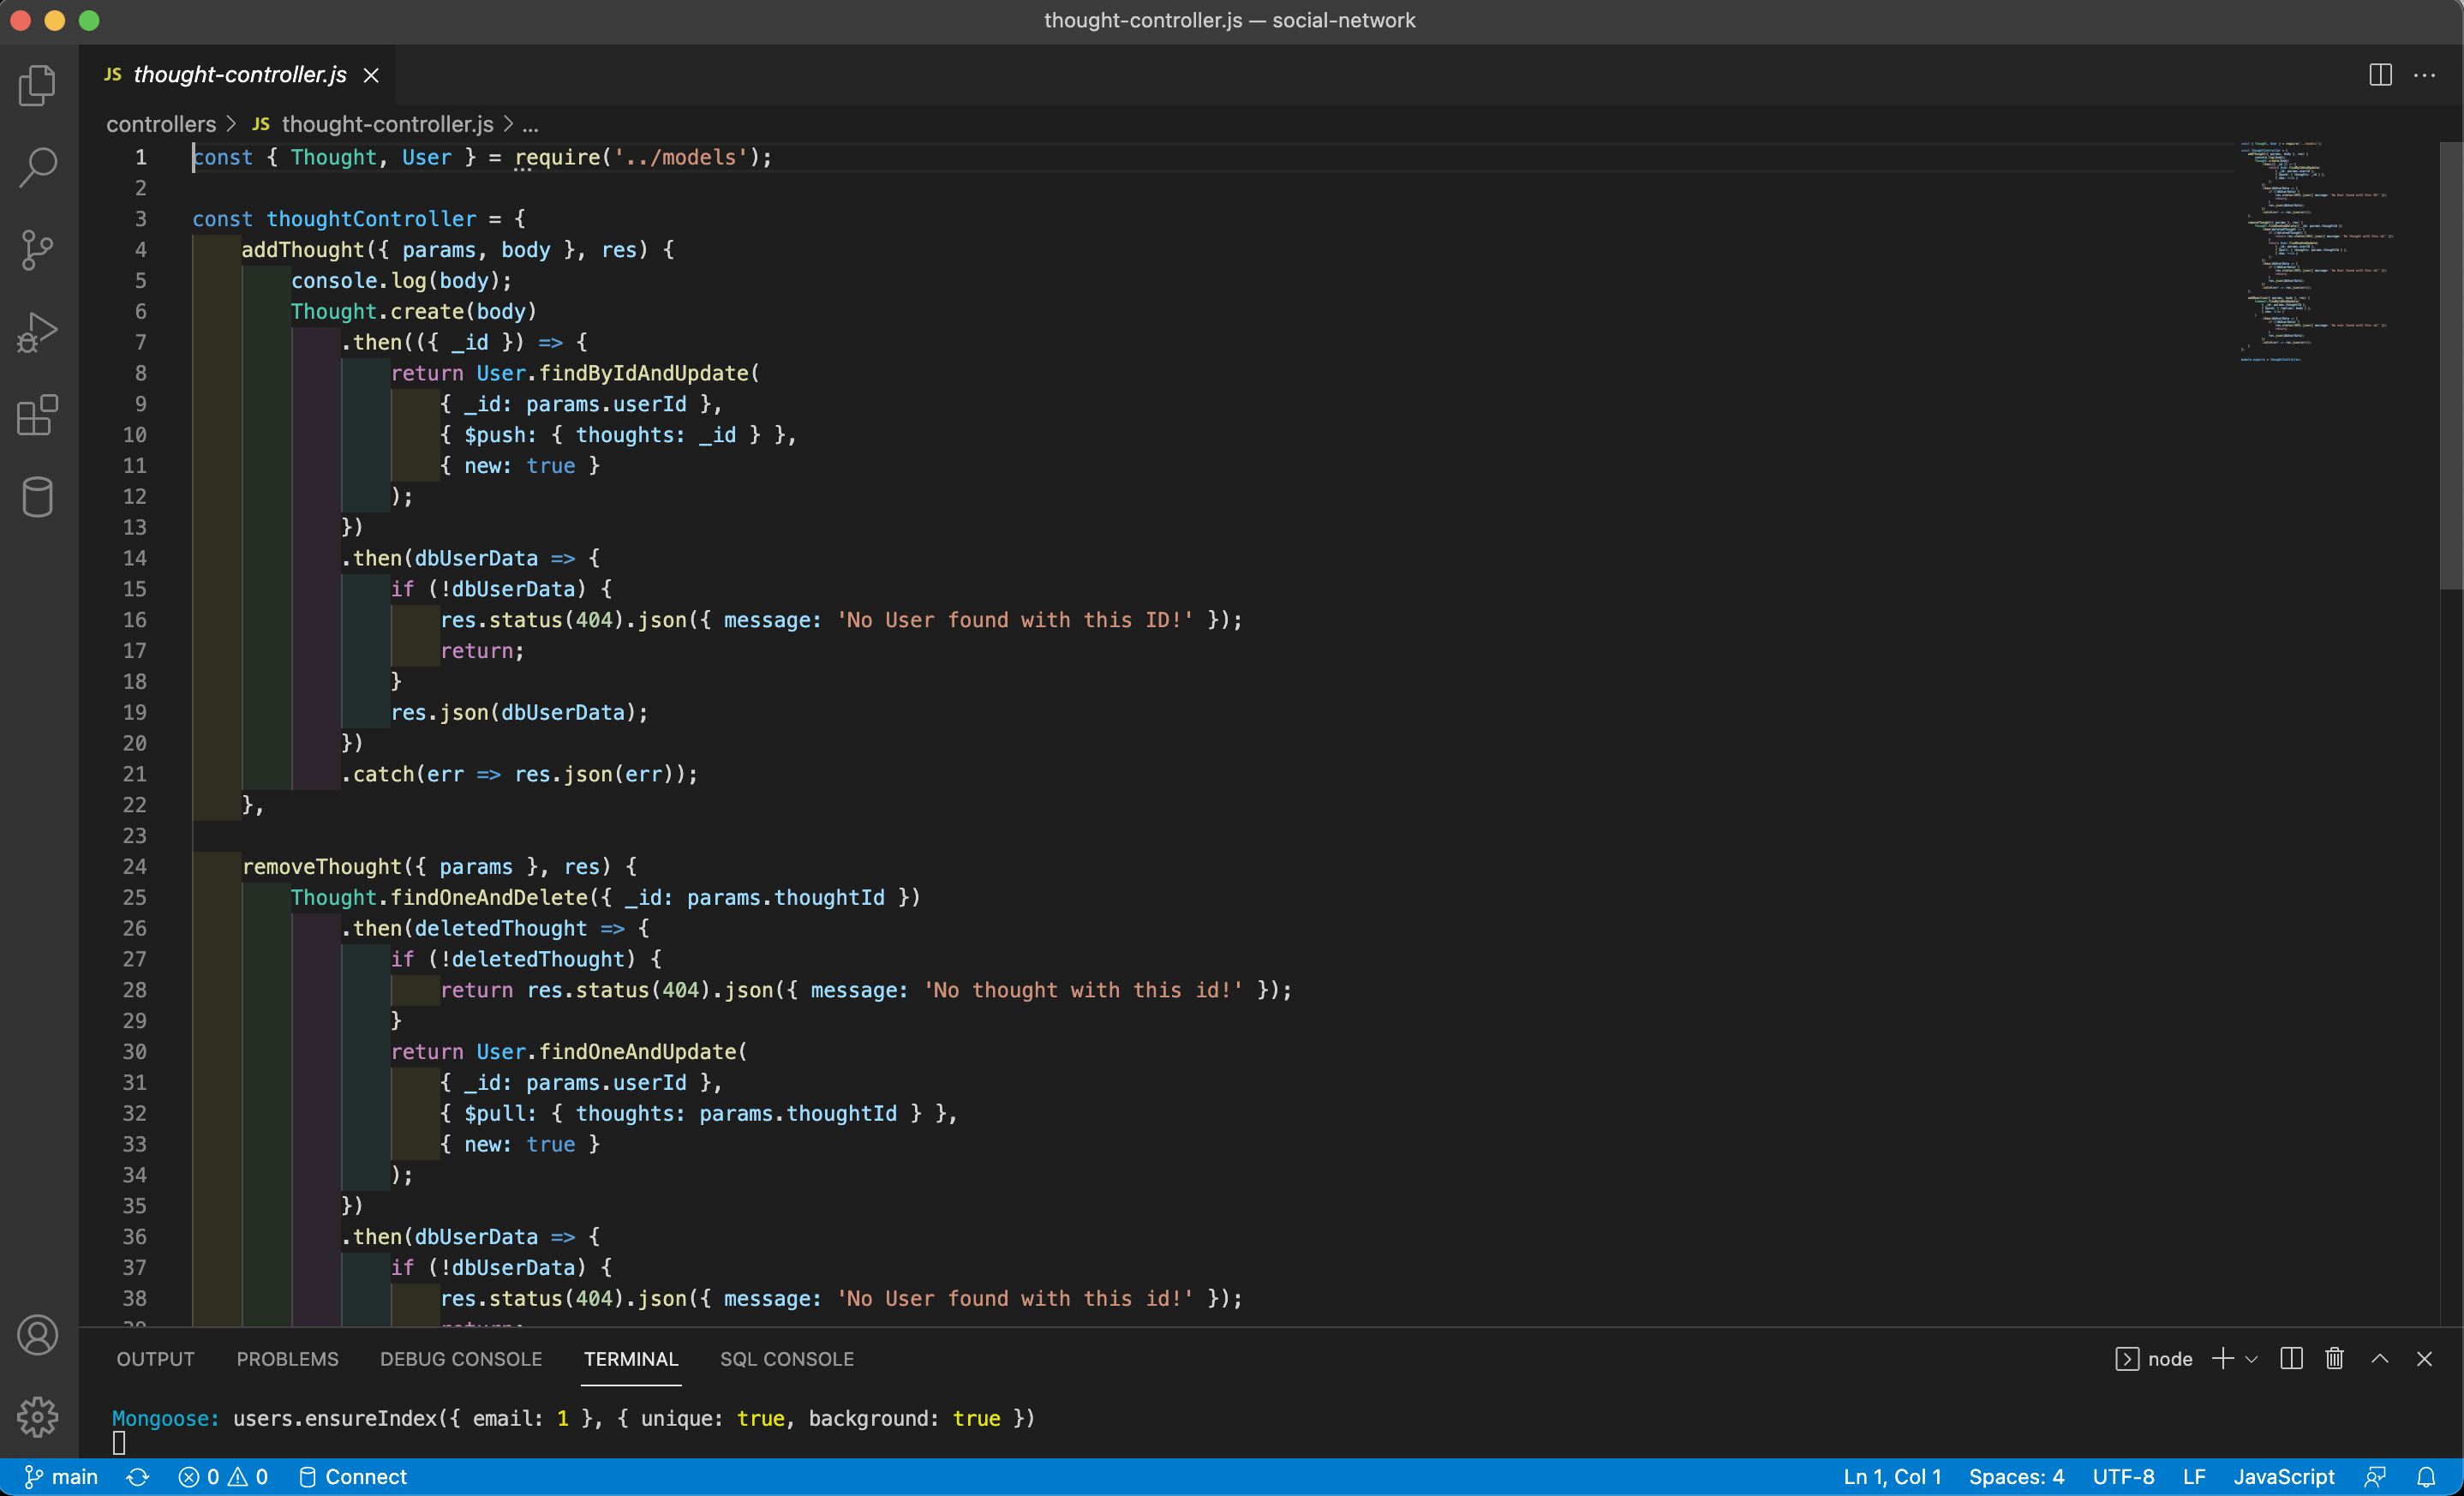 thought-controller.js — social-network
JS thought-controller.js
controllers > JS thought-controller.js > ...
1 const { Thought, User } = require('../models');
2
3 const thoughtController = {
4     addThought({ params, body }, res) {
5         console.log(body);
6         Thought.create(body)
7             .then(({ _id }) => {
8                 return User.findByIdAndUpdate(
9                     { _id: params.userId },
10                     { $push: { thoughts: _id } },
11                     { new: true }
12                 );
13             })
14             .then(dbUserData => {
15                 if (!dbUserData) {
16                     res.status(404).json({ message: 'No User found with this ID!' });
17                     return;
18                 }
19                 res.json(dbUserData);
20             })
21             .catch(err => res.json(err));
22     },
23
24     removeThought({ params }, res) {
25         Thought.findOneAndDelete({ _id: params.thoughtId })
26             .then(deletedThought => {
27                 if (!deletedThought) {
28                     return res.status(404).json({ message: 'No thought with this id!' });
29                 }
30                 return User.findOneAndUpdate(
31                     { _id: params.userId },
32                     { $pull: { thoughts: params.thoughtId } },
33                     { new: true }
34                 );
35             })
36             .then(dbUserData => {
37                 if (!dbUserData) {
38                     res.status(404).json({ message: 'No User found with this id!' });
39                     return;
OUTPUT PROBLEMS DEBUG CONSOLE TERMINAL SQL CONSOLE node
Mongoose: users.ensureIndex({ email: 1 }, { unique: true, background: true })
main 0 0 Connect Ln 1, Col 1 Spaces: 4 UTF-8 LF JavaScript